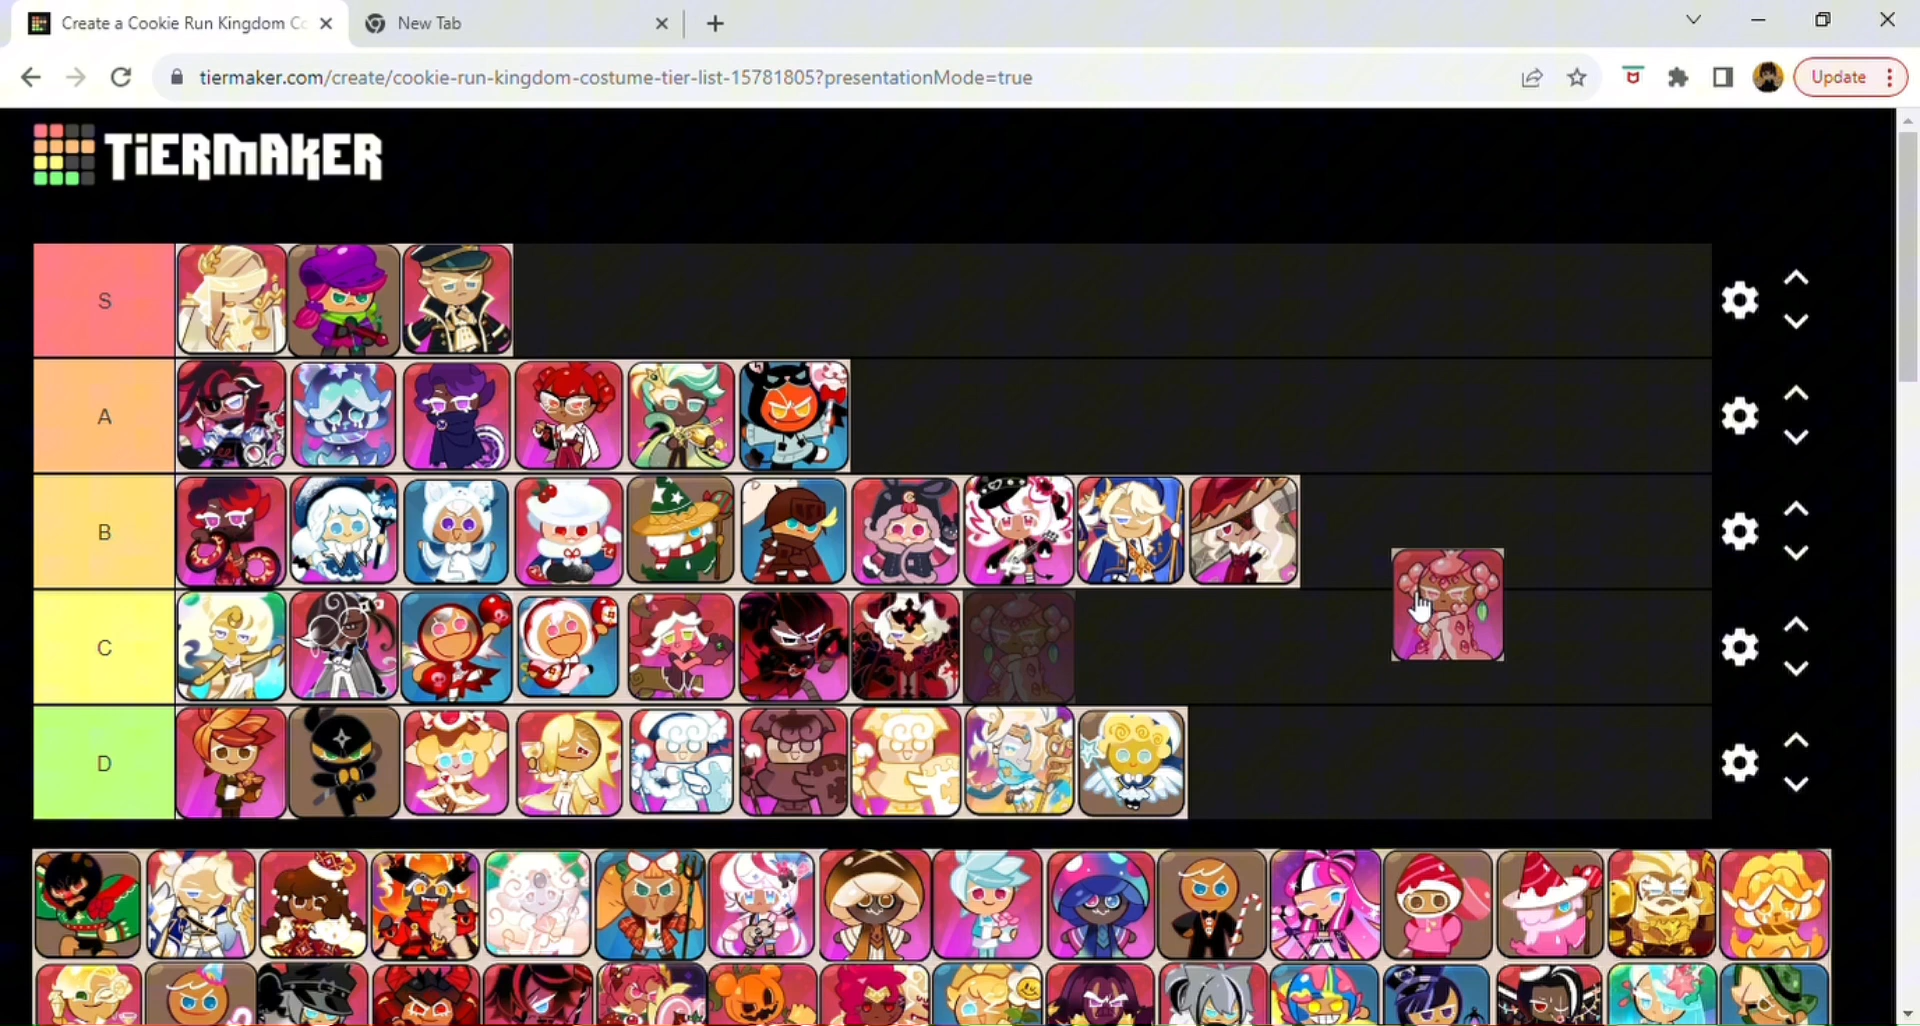 Create a Cookie Run Kingdom Co
New Tab
tiermaker.com/create/cookie-run-kingdom-costume-tier-list-15781805?presentationMode=true
Update
TiERMAKER
S
A
B
C
D